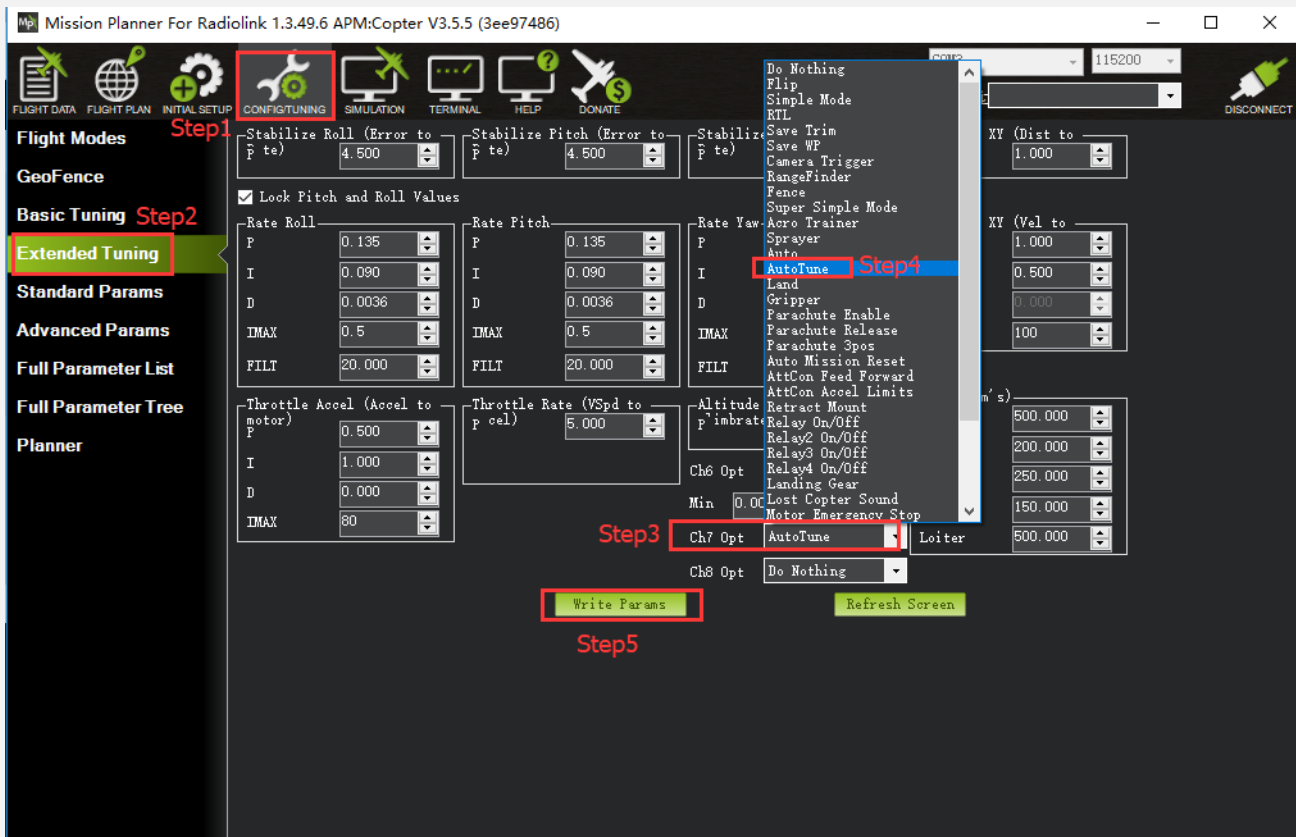 Mission Planner For Radiolink 1.3.49.6 APM:Copter V3.5.5 (3ee97486)
115200
FLIGHT DATA FLIGHT PLAN INITIAL SETUP CONFIG/TUNING SIMULATION TERMINAL HELP DONATE DISCONNECT
Step1
Flight Modes
GeoFence
Basic Tuning
Step2
Extended Tuning
Standard Params
Advanced Params
Full Parameter List
Full Parameter Tree
Planner
Stabilize Roll (Error to
P te) 4.500
Stabilize Pitch (Error to
P te) 4.500
Stabilize
P te)
XY (Dist to
1.000
Lock Pitch and Roll Values
Rate Roll
P 0.135
I 0.090
D 0.0036
IMAX 0.5
FILT 20.000
Rate Pitch
P 0.135
I 0.090
D 0.0036
IMAX 0.5
FILT 20.000
Rate Yaw
P
I
D
IMAX
FILT
XY (Vel to
1.000
0.500
0.000
100
Throttle Accel (Accel to
motor)
P 0.500
I 1.000
D 0.000
IMAX 80
Throttle Rate (VSpd to
P cel) 5.000
Altitude
P imbrate
m's)
500.000
200.000
250.000
150.000
Loiter 500.000
Do Nothing
Flip
Simple Mode
RTL
Save Trim
Save WP
Camera Trigger
RangeFinder
Fence
Super Simple Mode
Acro Trainer
Sprayer
Auto
AutoTune
Step4
Land
Gripper
Parachute Enable
Parachute Release
Parachute 3pos
Auto Mission Reset
AttCon Feed Forward
AttCon Accel Limits
Retract Mount
Relay On/Off
Relay2 On/Off
Relay3 On/Off
Relay4 On/Off
Landing Gear
Lost Copter Sound
Motor Emergency Stop
Ch6 Opt
Min 0.00
Step3
Ch7 Opt AutoTune
Ch8 Opt Do Nothing
Write Params
Refresh Screen
Step5